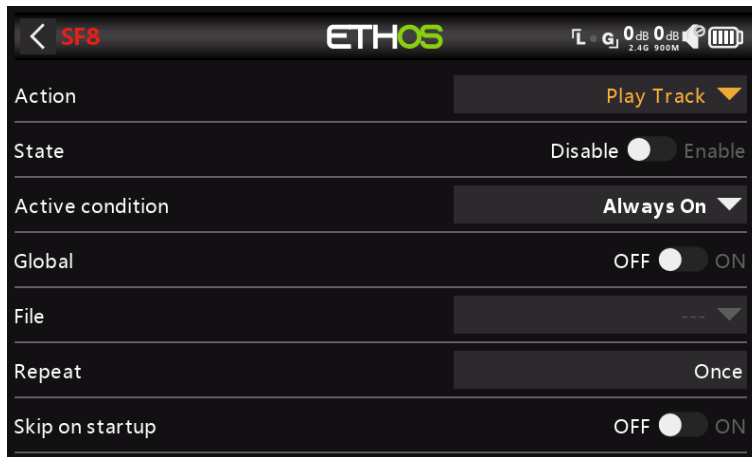 < SF8 ETHOS L G 0dB 0dB
2.4G 900M
Action Play Track
State Disable Enable
Active condition Always On
Global OFF ON
File ---
Repeat Once
Skip on startup OFF ON